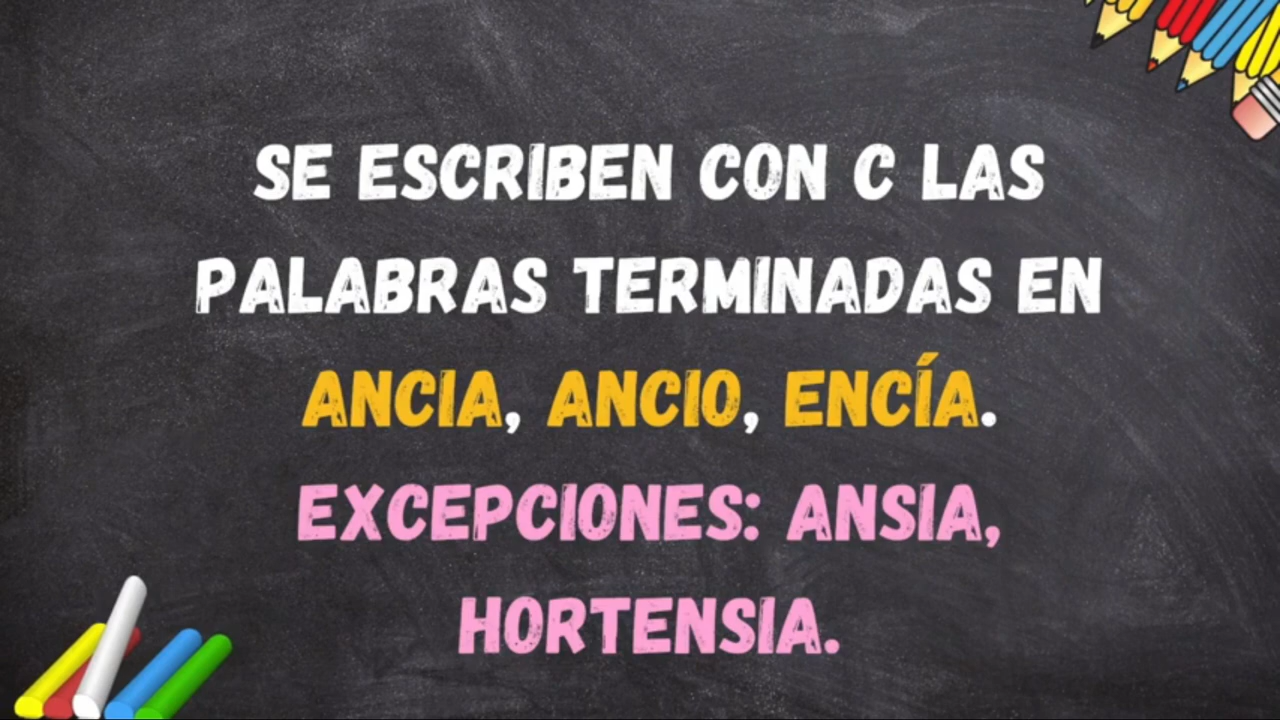 SE ESCRIBEN CON C LAS
PALABRAS TERMINADAS EN
ANCIA, ANCIO, ENCÍA.
EXCEPCIONES: ANSIA,
HORTENSIA.